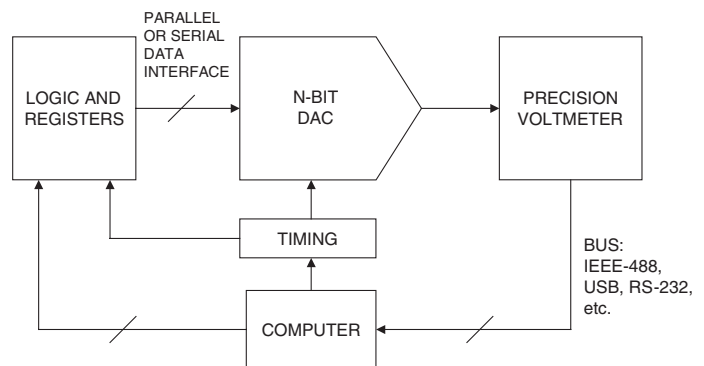 PARALLEL
OR SERIAL
DATA
INTERFACE
LOGIC AND
REGISTERS
N-BIT
DAC
PRECISION
VOLTMETER
TIMING
BUS:
IEEE-488,
USB, RS-232,
etc.
COMPUTER